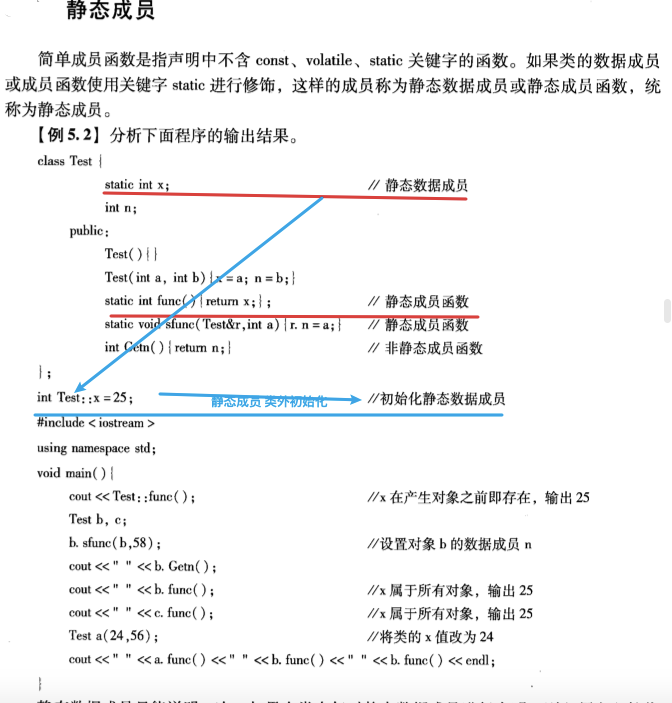 静态成员
简单成员函数是指声明中不含 const、volatile、static 关键字的函数。如果类的数据成员
或成员函数使用关键字 static 进行修饰，这样的成员称为静态数据成员或静态成员函数，统
称为静态成员。
【例 5.2】分析下面程序的输出结果。
class Test {
static int x; // 静态数据成员
int n;
public:
Test(){}
Test(int a, int b){x = a; n = b;}
static int func(){return x;}; // 静态成员函数
static void sfunc(Test&r,int a){r.n = a;} // 静态成员函数
int Getn(){return n;} // 非静态成员函数
};
int Test::x = 25; 静态成员 类外初始化 //初始化静态数据成员
#include < iostream >
using namespace std;
void main(){
cout << Test::func(); //x 在产生对象之前即存在，输出 25
Test b, c;
b. sfunc(b,58); //设置对象 b 的数据成员 n
cout << " " << b. Getn();
cout << " " << b. func(); //x 属于所有对象，输出 25
cout << " " << c. func(); //x 属于所有对象，输出 25
Test a(24,56); //将类的 x 值改为 24
cout << " " << a. func() << " " << b. func() << " " << b. func() << endl;
}